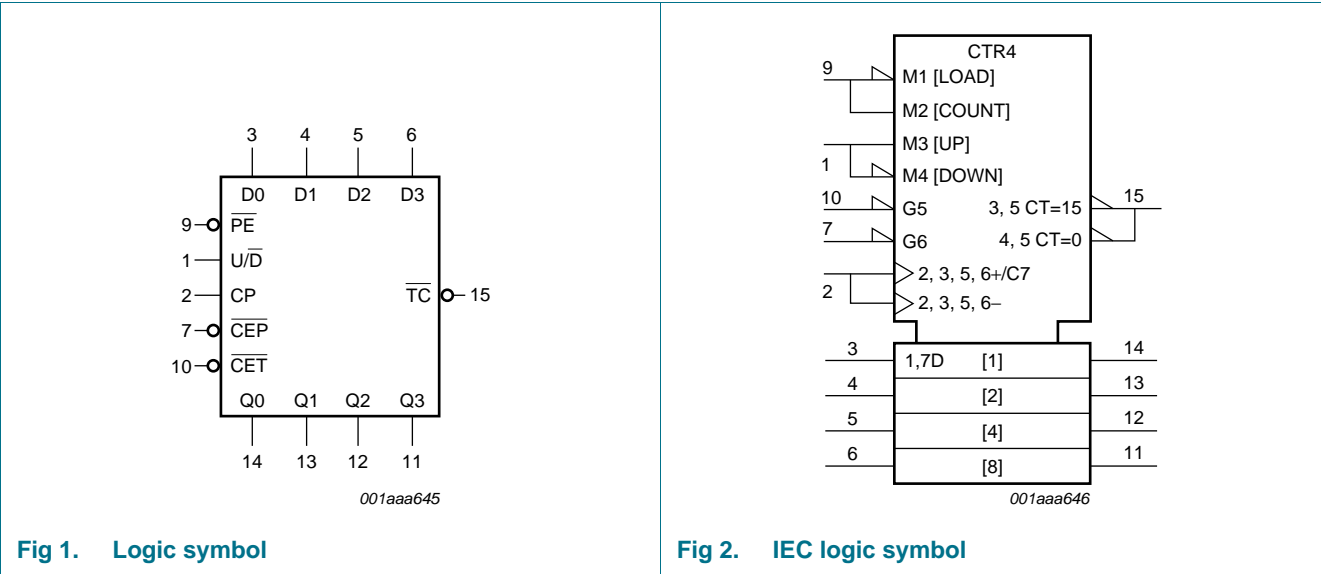 3 4 5 6
D0 D1 D2 D3
9 P̅E̅
1 U/D̅
2 CP
T̅C̅ 15
7 C̅E̅P̅
10 C̅E̅T̅
Q0 Q1 Q2 Q3
14 13 12 11
001aaa645
Fig 1. Logic symbol
CTR4
9
M1 [LOAD]
M2 [COUNT]
M3 [UP]
1
M4 [DOWN]
10
G5
3, 5 CT=15
15
7
G6
4, 5 CT=0
2, 3, 5, 6+/C7
2
2, 3, 5, 6−
3
1,7D [1]
14
4
[2]
13
5
[4]
12
6
[8]
11
001aaa646
Fig 2. IEC logic symbol